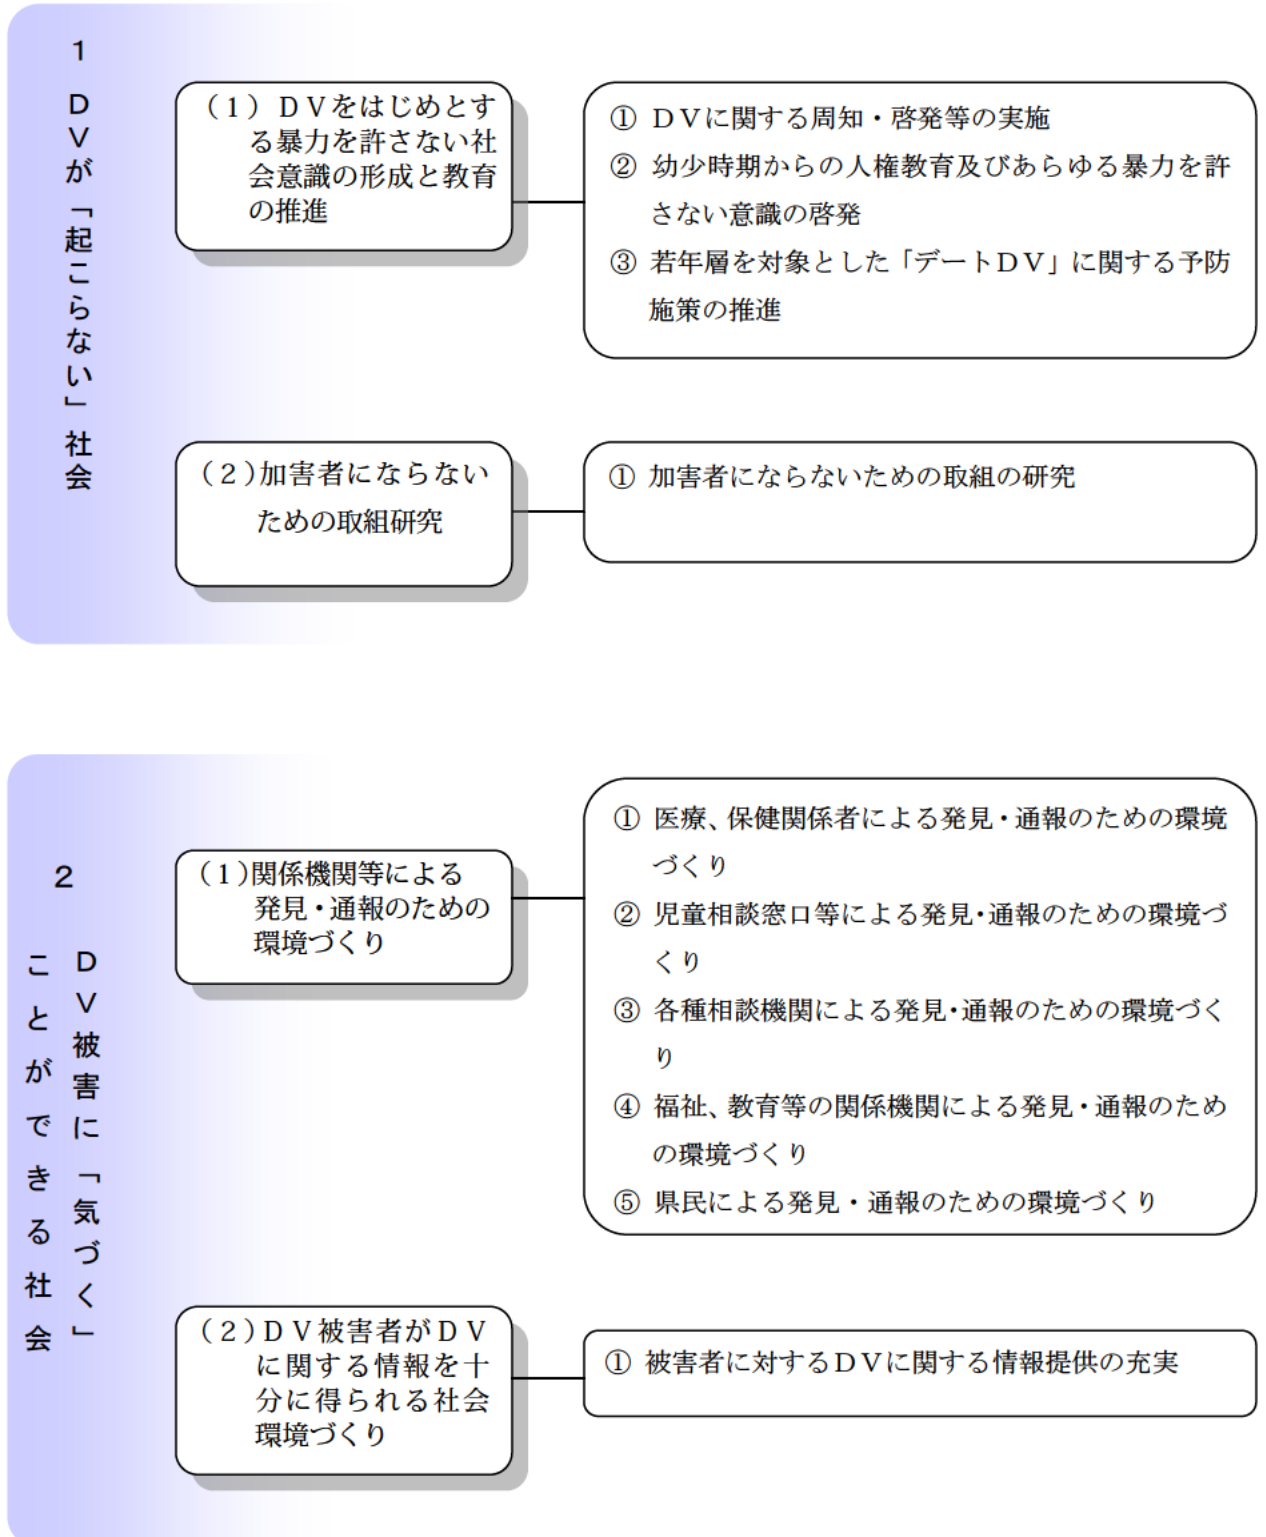 1 DVが「起こらない」社会
(1) DVをはじめとす
る暴力を許さない社
会意識の形成と教育
の推進
① DVに関する周知・啓発等の実施
② 幼少時期からの人権教育及びあらゆる暴力を許
さない意識の啓発
③ 若年層を対象とした「デートDV」に関する予防
施策の推進
(2)加害者にならない
ための取組研究
① 加害者にならないための取組の研究
2
DV被害に「気づく」
ことができる社会
(1)関係機関等による
発見・通報のための
環境づくり
① 医療、保健関係者による発見・通報のための環境
づくり
② 児童相談窓口等による発見・通報のための環境づ
くり
③ 各種相談機関による発見・通報のための環境づく
り
④ 福祉、教育等の関係機関による発見・通報のため
の環境づくり
⑤ 県民による発見・通報のための環境づくり
(2)DV被害者がDV
に関する情報を十
分に得られる社会
環境づくり
① 被害者に対するDVに関する情報提供の充実